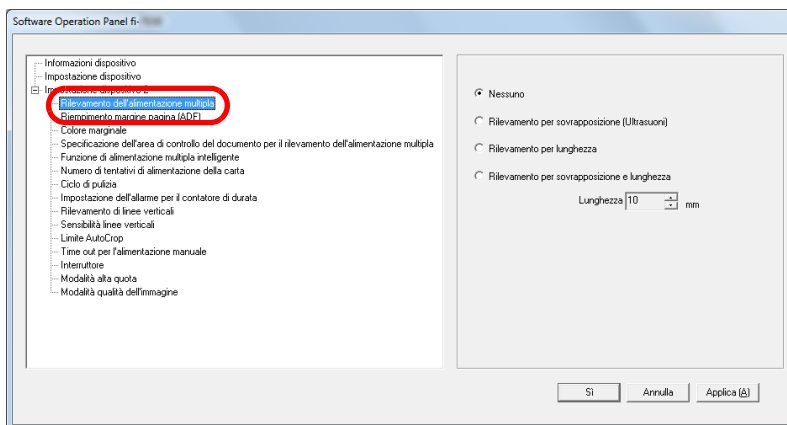 Software Operation Panel fi-
Informazioni dispositivo
Impostazione dispositivo
Impostazione dispositivo 2
Rilevamento dell'alimentazione multipla
Riempimento margine pagina (ADF)
Colore marginale
Specificazione dell'area di controllo del documento per il rilevamento dell'alimentazione multipla
Funzione di alimentazione multipla intelligente
Numero di tentativi di alimentazione della carta
Ciclo di pulizia
Impostazione dell'allarme per il contatore di durata
Rilevamento di linee verticali
Sensibilità linee verticali
Limite AutoCrop
Time out per l'alimentazione manuale
Interruttore
Modalità alta quota
Modalità qualità dell'immagine
Nessuno
Rilevamento per sovrapposizione (Ultrasuoni)
Rilevamento per lunghezza
Rilevamento per sovrapposizione e lunghezza
Lunghezza 10 mm
Sì Annulla Applica (A)